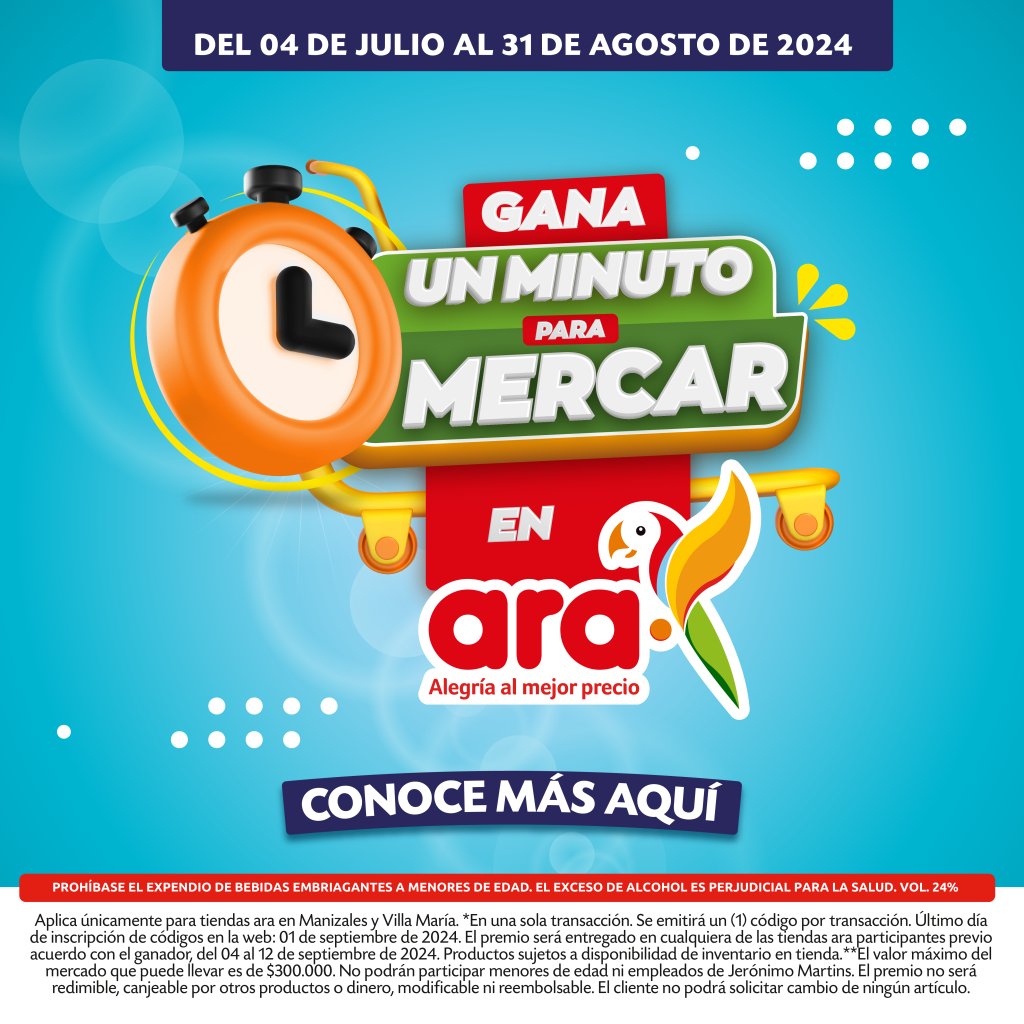 DEL 04 DE JULIO AL 31 DE AGOSTO DE 2024
GANA
UN MINUTO
PARA
MERCAR
EN
ara
Alegría al mejor precio
CONOCE MÁS AQUÍ
PROHÍBASE EL EXPENDIO DE BEBIDAS EMBRIAGANTES A MENORES DE EDAD. EL EXCESO DE ALCOHOL ES PERJUDICIAL PARA LA SALUD. VOL. 24%
Aplica únicamente para tiendas ara en Manizales y Villa María. *En una sola transacción. Se emitirá un (1) código por transacción. Último día
de inscripción de códigos en la web: 01 de septiembre de 2024. El premio será entregado en cualquiera de las tiendas ara participantes previo
acuerdo con el ganador, del 04 al 12 de septiembre de 2024. Productos sujetos a disponibilidad de inventario en tienda.**El valor máximo del
mercado que puede llevar es de $300.000. No podrán participar menores de edad ni empleados de Jerónimo Martins. El premio no será
redimible, canjeable por otros productos o dinero, modificable ni reembolsable. El cliente no podrá solicitar cambio de ningún artículo.